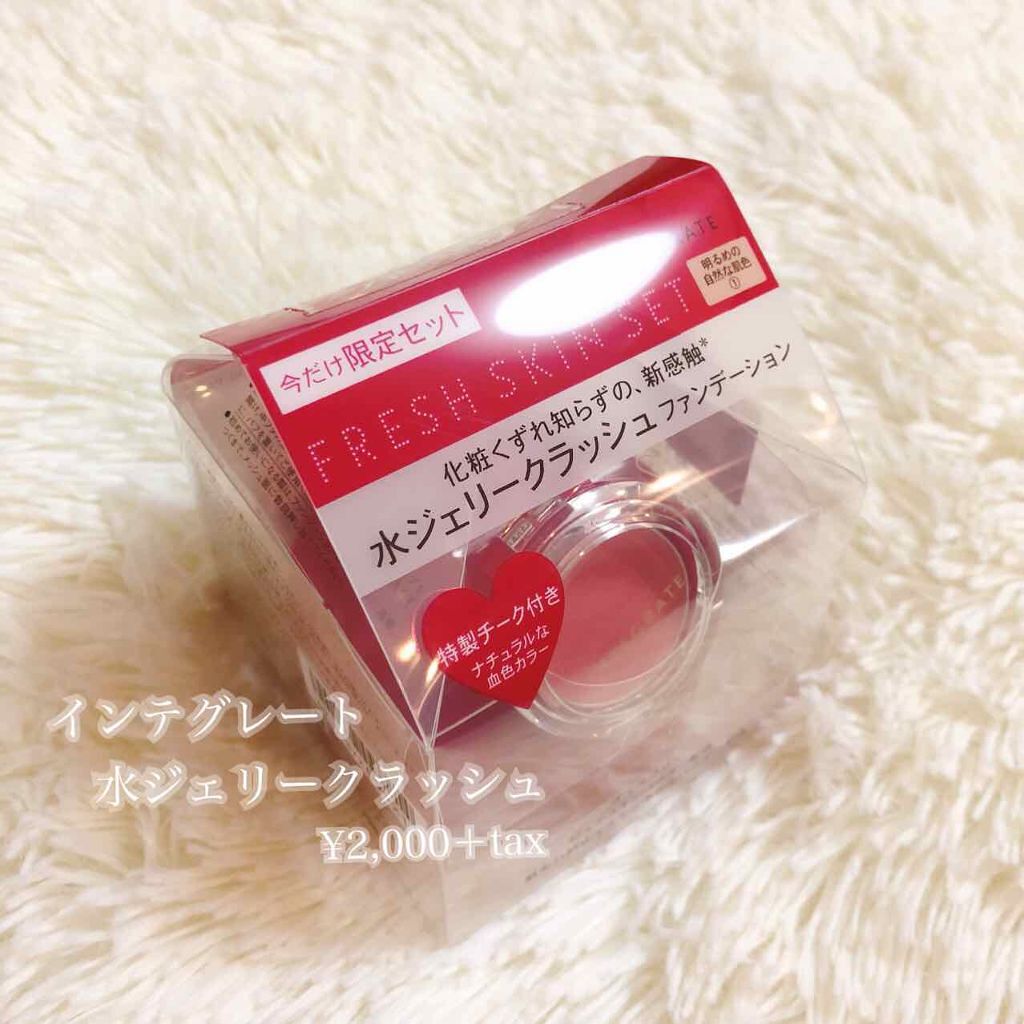 ATE
明るめの
自然な肌色
①
今だけ限定セット
FRESH SKIN SET
化粧くずれ知らずの、新感触*
水ジェリークラッシュ ファンデーション
特製チーク付き
ナチュラルな
血色カラー
インテグレート
水ジェリークラッシュ
¥2,000+tax